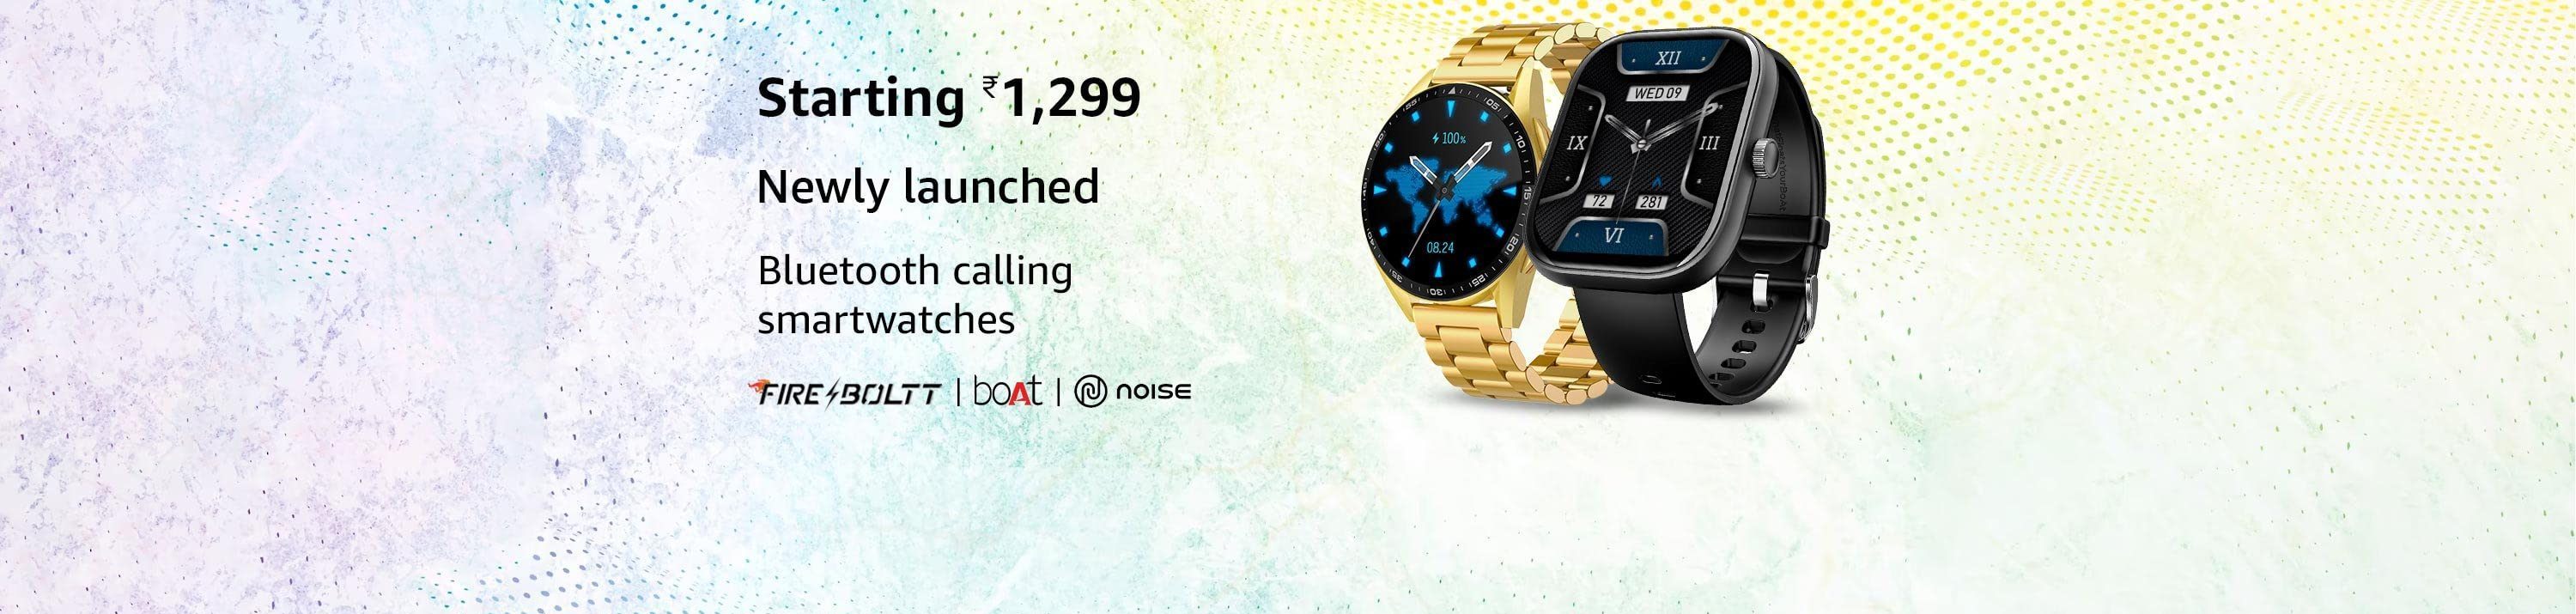 Starting ₹1,299
Newly launched
Bluetooth calling
smartwatches
FIRE BOLTT | boAt | noise
100%
08.24
XII
WED 09
IX
III
72 281
VI